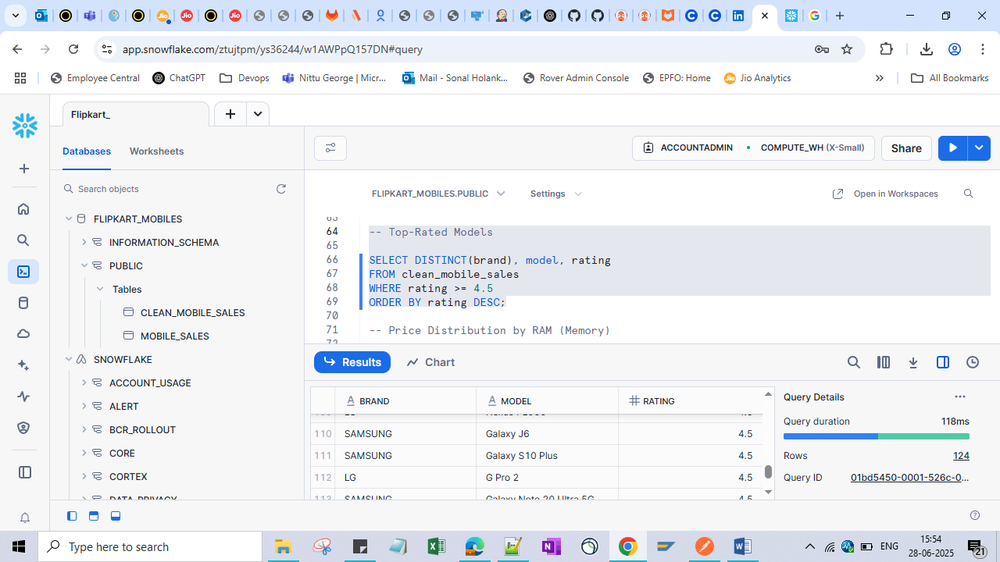 app.snowflake.com/ztujtpm/ys36244/w1AWPpQ157DN#query
Employee Central
ChatGPT
Devops
Nittu George | Micr...
Mail - Sonal Holank...
Rover Admin Console
EPFO: Home
Jio Analytics
All Bookmarks
Flipkart_
Databases
Worksheets
ACCOUNTADMIN
COMPUTE_WH (X-Small)
Share
Search objects
FLIPKART_MOBILES.PUBLIC
Settings
Open in Workspaces
FLIPKART_MOBILES
INFORMATION_SCHEMA
PUBLIC
Tables
CLEAN_MOBILE_SALES
MOBILE_SALES
SNOWFLAKE
ACCOUNT_USAGE
ALERT
BCR_ROLLOUT
CORE
CORTEX
DATA_PRIVACY
63
64 -- Top-Rated Models
65
66 SELECT DISTINCT(brand), model, rating
67 FROM clean_mobile_sales
68 WHERE rating >= 4.5
69 ORDER BY rating DESC;
70
71 -- Price Distribution by RAM (Memory)
72
Results
Chart
BRAND MODEL RATING
110 SAMSUNG Galaxy J6 4.5
111 SAMSUNG Galaxy S10 Plus 4.5
112 LG G Pro 2 4.5
113 SAMSUNG Galaxy Note 20 Ultra 5G 4.5
Query Details
Query duration 118ms
Rows 124
Query ID 01bd5450-0001-526c-0...
Type here to search
ENG
15:54
28-06-2025
21